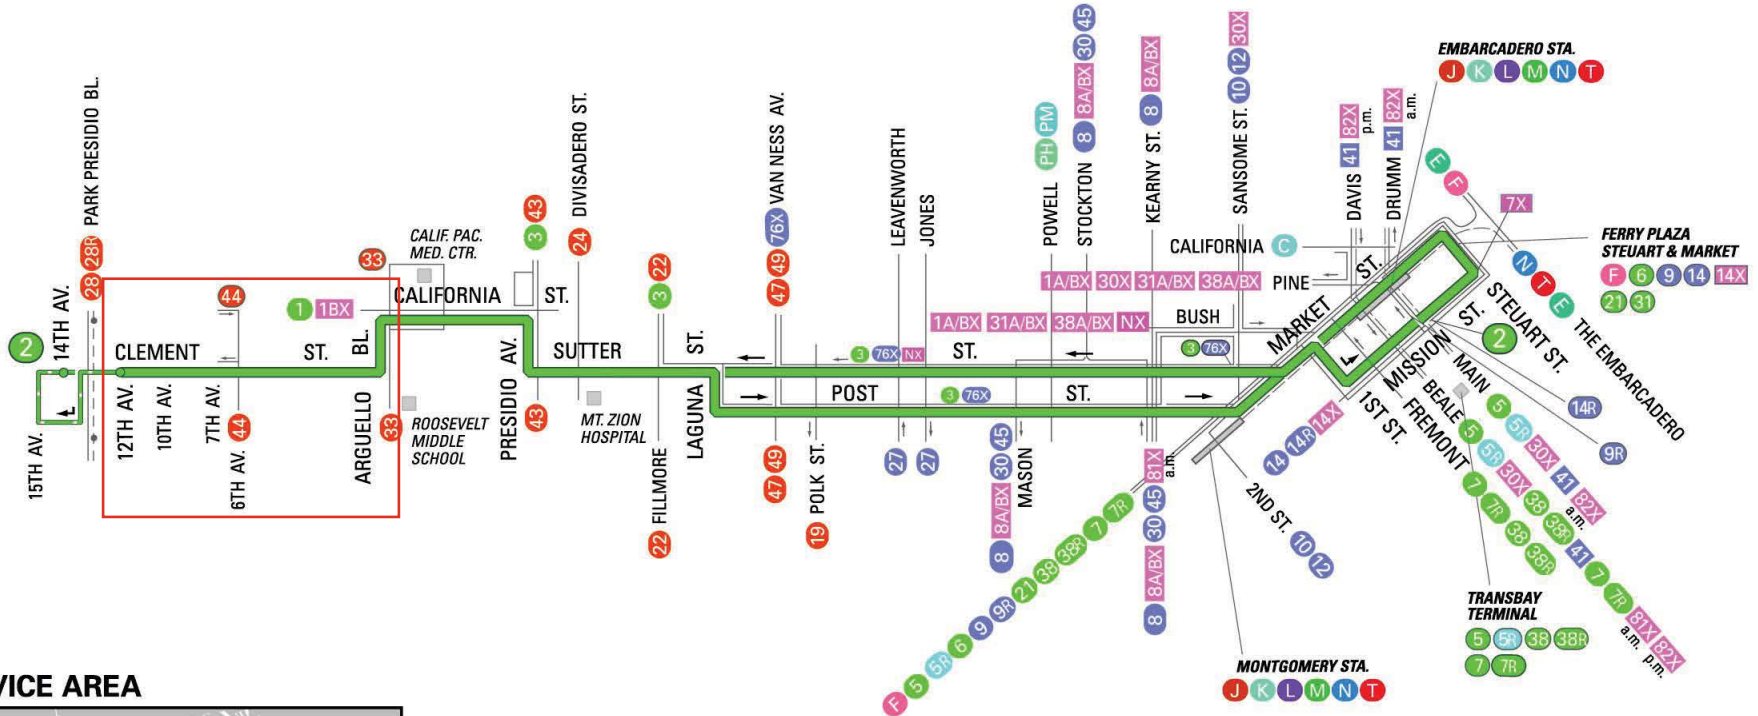 EMBARCADERO STA.
J K L M N T
30 45
8A/BX
8
8A/BX
8
30X
10 12
82X
p.m.
41
82X
a.m.
41
PARK PRESIDIO BL.
28 28R
14TH AV.
2
15TH AV.
CLEMENT
ST.
12TH AV.
10TH AV.
7TH AV.
6TH AV.
44
44
1 1BX
33
33
ARGUELLO
BL.
CALIF. PAC.
MED. CTR.
CALIFORNIA
ST.
ROOSEVELT
MIDDLE
SCHOOL
3 43
PRESIDIO
AV.
43
DIVISADERO ST.
24
SUTTER
ST.
MT. ZION
HOSPITAL
3 22
FILLMORE
22
LAGUNA
ST.
VAN NESS AV.
76X
47 49
47 49
POLK ST.
19
3 76X NX
LEAVENWORTH
JONES
27
27
POST
ST.
3 76X
PH PM
POWELL
STOCKTON
KEARNY ST.
SANSOME ST.
MASON
30 45
8A/BX
8
1A/BX 30X 31A/BX 38A/BX
1A/BX 31A/BX 38A/BX NX
BUSH
3 76X
CALIFORNIA C
PINE
DAVIS
DRUMM
MARKET
ST.
E
F
7X
FERRY PLAZA
STEUART & MARKET
F 6 9 14 14X
21 31
N T E
THE EMBARCADERO
STEUART ST.
MISSION
ST.
2
MAIN
5 5R 30X 41 82X
a.m.
BEALE
5 5R 30X 38 38R 41 7 7R 81X 82X
a.m. p.m.
FREMONT
7 7R 38 38R
1ST ST.
14 14R 14X
14R
9R
2ND ST.
10 12
81X
a.m.
30 45
8A/BX
8
F 5 5R 6 9 9R 21 38 38R 7 7R
TRANSBAY
TERMINAL
5 5R 38 38R
7 7R
MONTGOMERY STA.
J K L M N T
VICE AREA